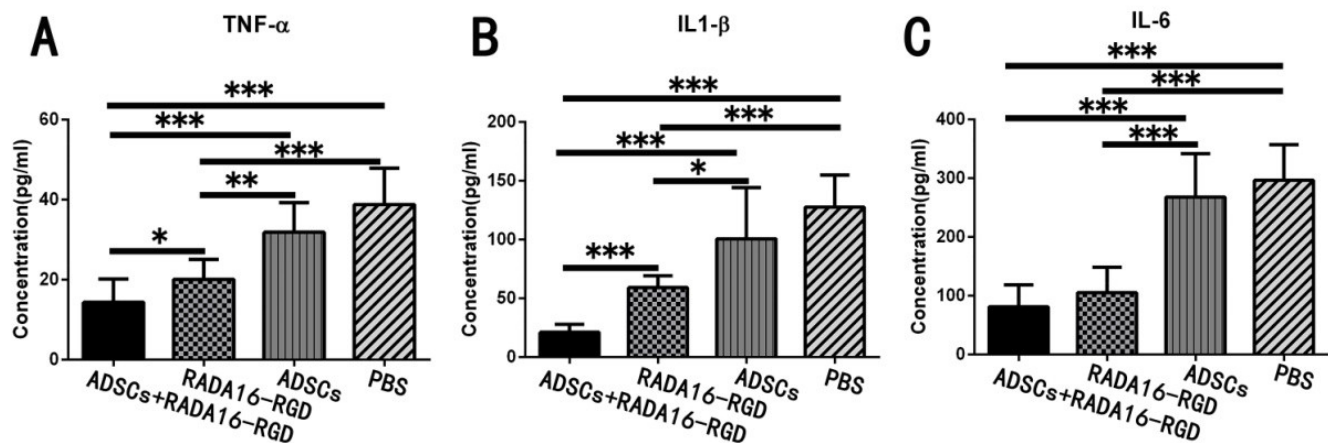 A
TNF-α
***
***
***
**
*
Concentration(pg/ml)
60
40
20
0
ADSCs+RADA16-RGD
RADA16-RGD
ADSCs
PBS
B
IL1-β
***
***
***
*
***
Concentration(pg/ml)
200
150
100
50
0
ADSCs+RADA16-RGD
RADA16-RGD
ADSCs
PBS
C
IL-6
***
***
***
***
Concentration(pg/ml)
400
300
200
100
0
ADSCs+RADA16-RGD
RADA16-RGD
ADSCs
PBS